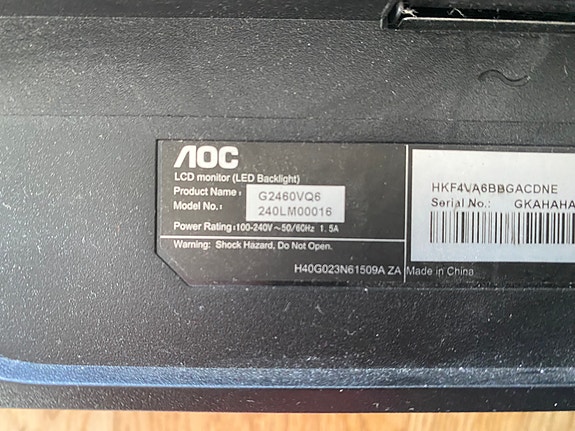 AOC
LCD monitor (LED Backlight)
Product Name : G2460VQ6
Model No.: 240LM00016
Power Rating :100-240V ~ 50/60Hz 1.5A
Warning: Shock Hazard, Do Not Open.
H40G023N61509A ZA Made in China
HKF4VA6BBGACDNE
Serial No.: GKAHAHA